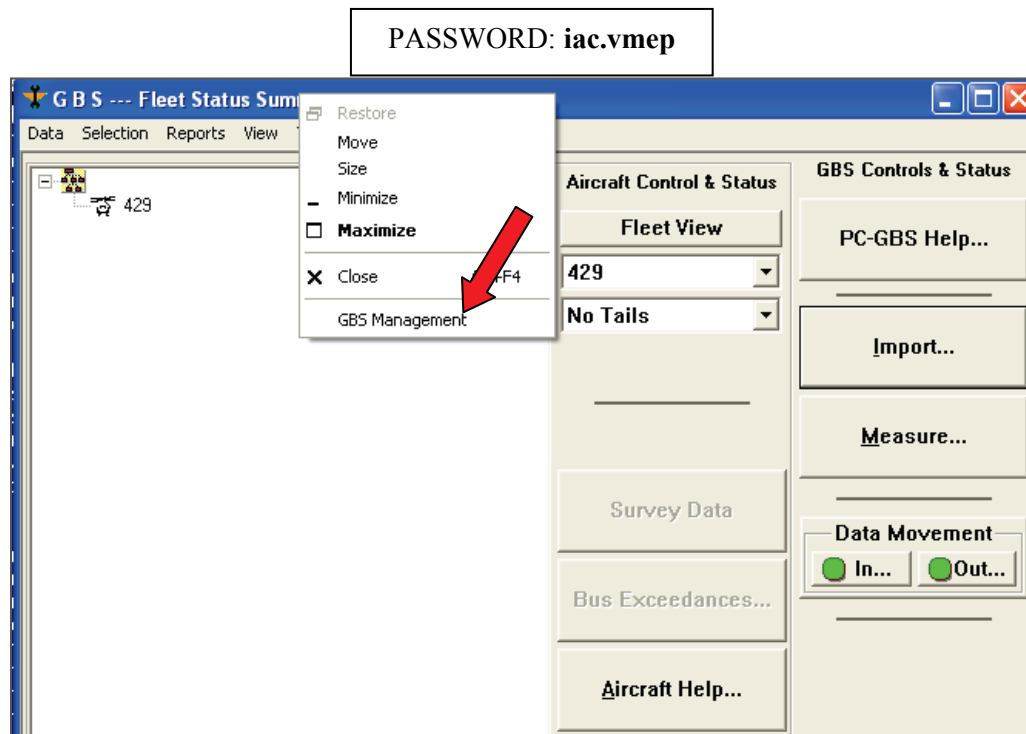 PASSWORD: iac.vmep
G B S --- Fleet Status Sum
Data Selection Reports View
Restore
Move
Size
Minimize
Maximize
Close -F4
GBS Management
429
Aircraft Control & Status
Fleet View
429
No Tails
Survey Data
Bus Exceedances...
Aircraft Help...
GBS Controls & Status
PC-GBS Help...
Import...
Measure...
Data Movement
In... Out...